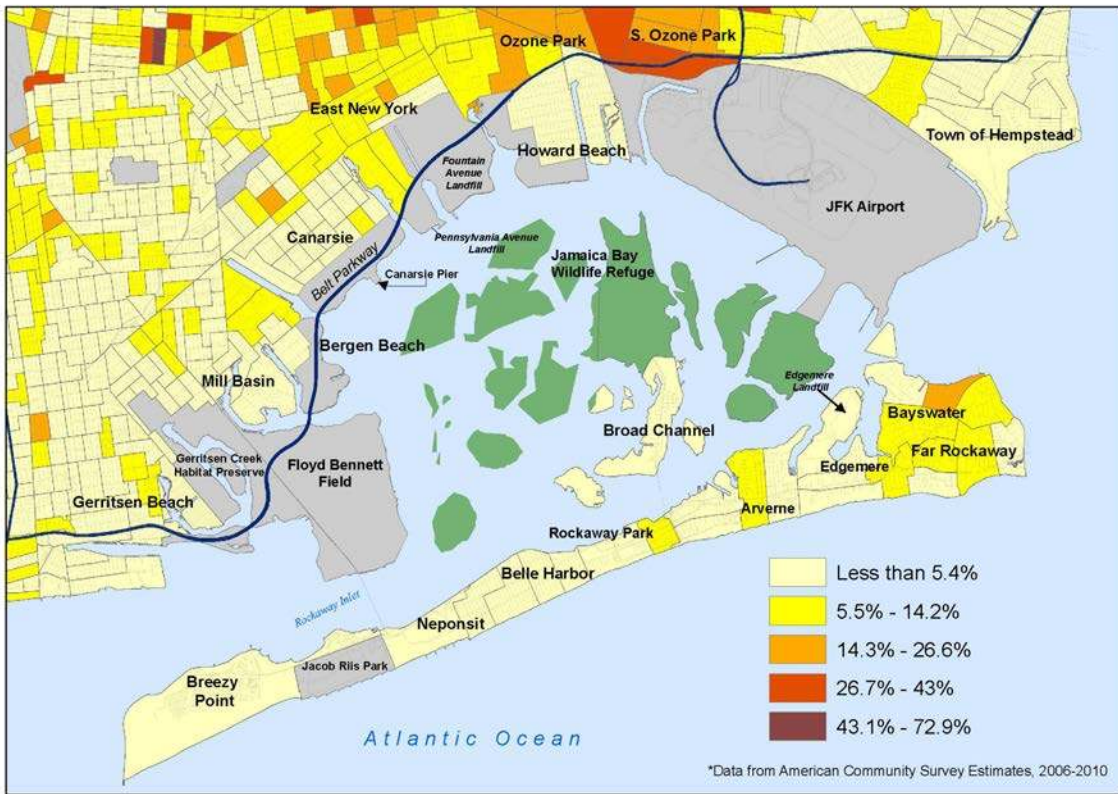 Ozone Park
S. Ozone Park
East New York
Town of Hempstead
Howard Beach
Fountain
Avenue
Landfill
JFK Airport
Canarsie
Pennsylvania Avenue
Landfill
Jamaica Bay
Wildlife Refuge
Belt Parkway
Canarsie Pier
Bergen Beach
Mill Basin
Edgemere
Landfill
Bayswater
Broad Channel
Far Rockaway
Gerritsen Creek
Habitat Preserve
Floyd Bennett
Field
Edgemere
Gerritsen Beach
Arverne
Rockaway Park
Belle Harbor
Rockaway Inlet
Neponsit
Jacob Riis Park
Breezy
Point
Atlantic Ocean
Less than 5.4%
5.5% - 14.2%
14.3% - 26.6%
26.7% - 43%
43.1% - 72.9%
*Data from American Community Survey Estimates, 2006-2010